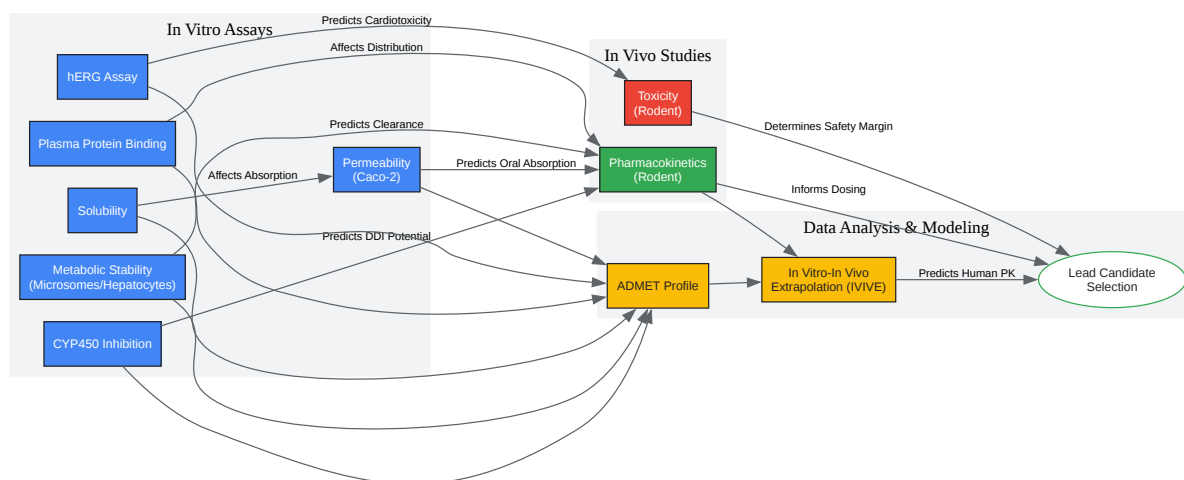 In Vitro Assays
Predicts Cardiotoxicity
hERG Assay
Affects Distribution
In Vivo Studies
Toxicity
(Rodent)
Plasma Protein Binding
Predicts Clearance
Determines Safety Margin
Permeability
(Caco-2)
Predicts Oral Absorption
Pharmacokinetics
(Rodent)
Affects Absorption
Informs Dosing
Solubility
Predicts DDI Potential
Data Analysis & Modeling
Metabolic Stability
(Microsomes/Hepatocytes)
ADMET Profile
In Vitro-In Vivo
Extrapolation (IVIVE)
Predicts Human PK
Lead Candidate
Selection
CYP450 Inhibition